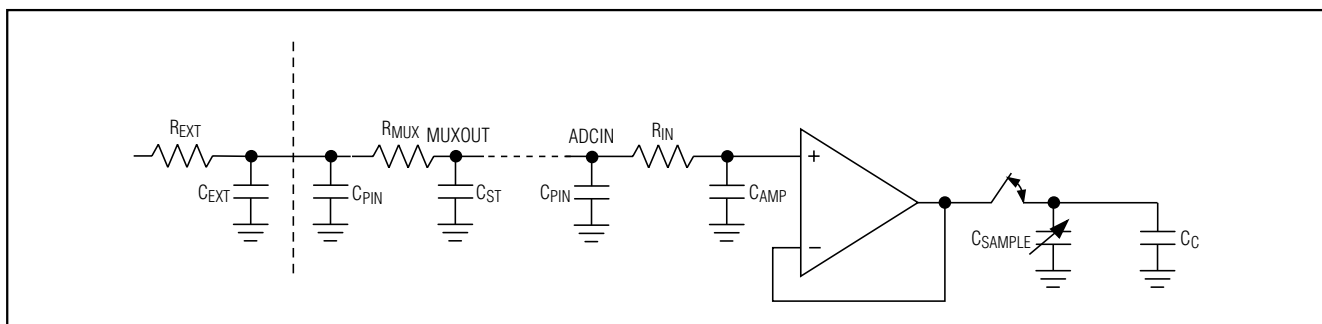 REXT
CEXT
CPIN
RMUX
MUXOUT
CST
ADCIN
CPIN
RIN
CAMP
+
−
CSAMPLE
CC